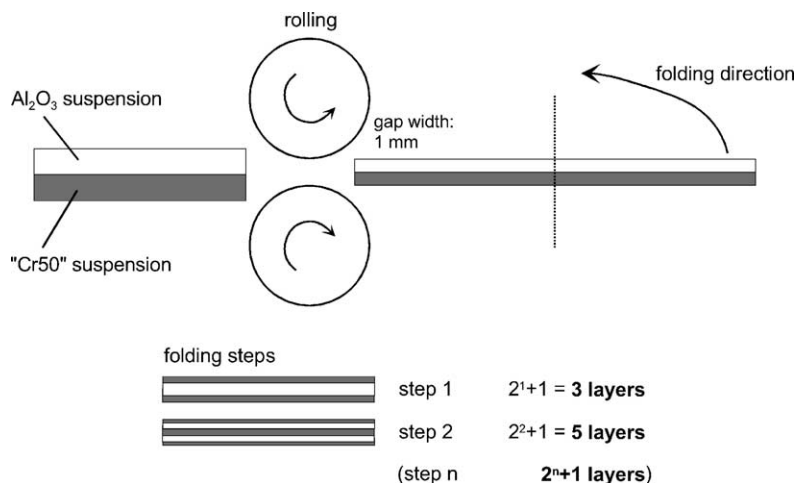 rolling
Al₂O₃ suspension
folding direction
gap width:
1 mm
"Cr50" suspension
folding steps
step 1 2¹+1 = 3 layers
step 2 2²+1 = 5 layers
(step n 2ⁿ+1 layers)